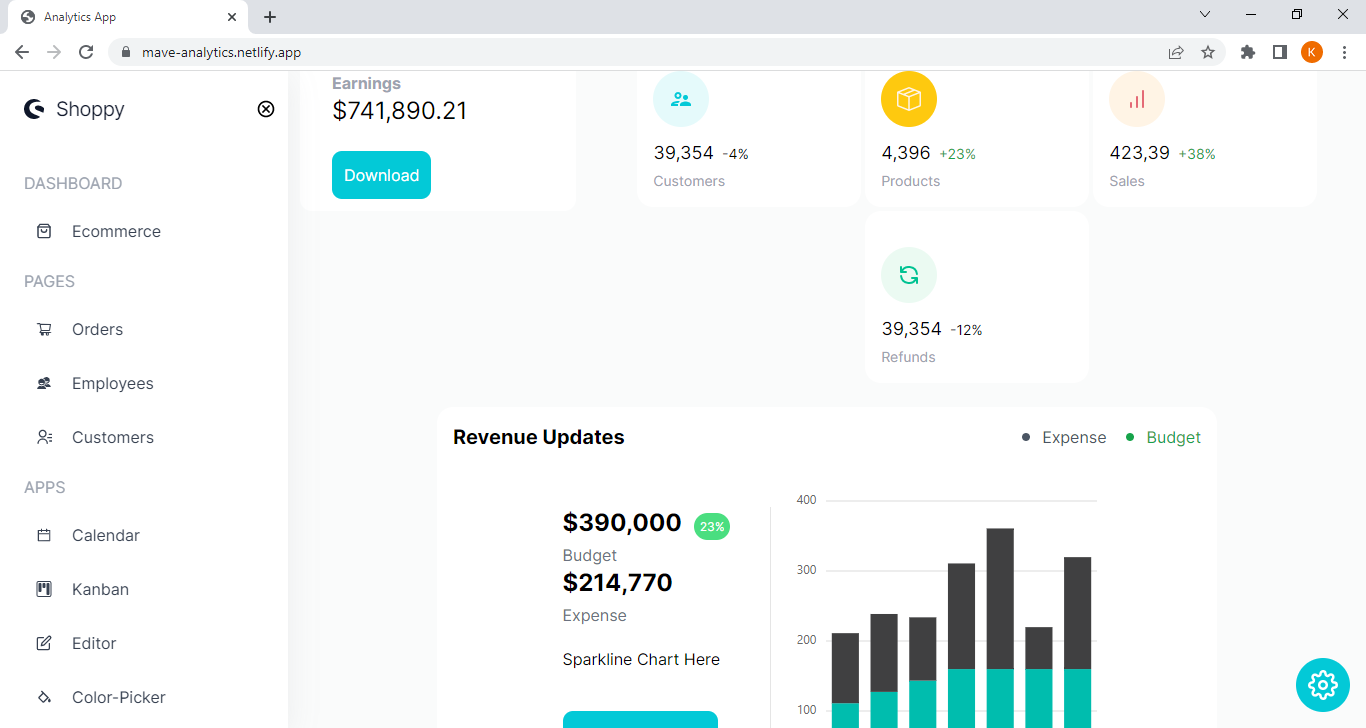 Analytics App
mave-analytics.netlify.app
K
Shoppy
DASHBOARD
Ecommerce
PAGES
Orders
Employees
Customers
APPS
Calendar
Kanban
Editor
Color-Picker
Earnings
$741,890.21
Download
39,354 -4%
Customers
4,396 +23%
Products
423,39 +38%
Sales
39,354 -12%
Refunds
Revenue Updates
Expense
Budget
$390,000 23%
Budget
$214,770
Expense
Sparkline Chart Here
400
300
200
100